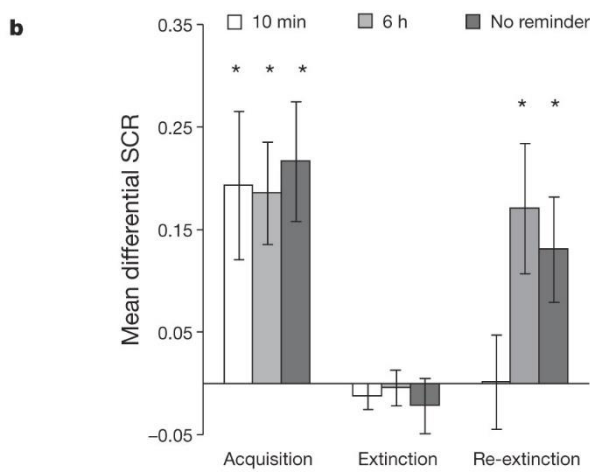 b
0.35
10 min
6 h
No reminder
* * *
0.25
* *
Mean differential SCR
0.15
0.05
−0.05
Acquisition
Extinction
Re-extinction